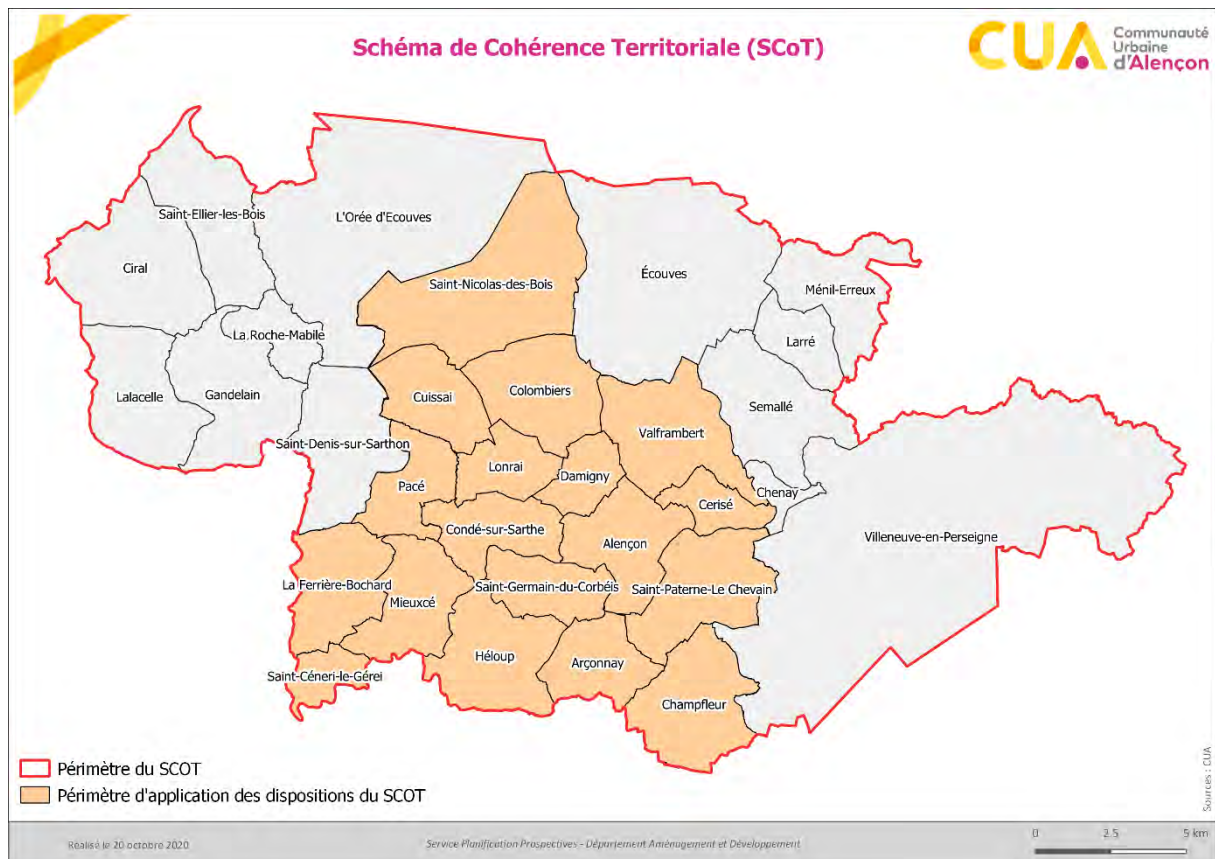 Schéma de Cohérence Territoriale (SCoT)
CUA
Communauté
Urbaine
d'Alençon
Saint-Ellier-les-Bois
L'Orée d'Ecouves
Ciral
Écouves
Saint-Nicolas-des-Bois
Ménil-Erreux
La Roche-Mabile
Larré
Lalacelle
Gandelain
Cuissai
Colombiers
Semallé
Saint-Denis-sur-Sarthon
Valframbert
Lonrai
Damigny
Pacé
Chenay
Cerisé
Condé-sur-Sarthe
Alençon
Villeneuve-en-Perseigne
La Ferrière-Bochard
Saint-Germain-du-Corbéis
Saint-Paterne-Le Chevain
Mieuxcé
Héloup
Arçonnay
Saint-Céneri-le-Gérei
Champfleur
Périmètre du SCOT
Périmètre d'application des dispositions du SCOT
Sources : CUA
Réalisé le 20 octobre 2020
Service Planification Prospectives - Département Aménagement et Développement
0 2.5 5 km